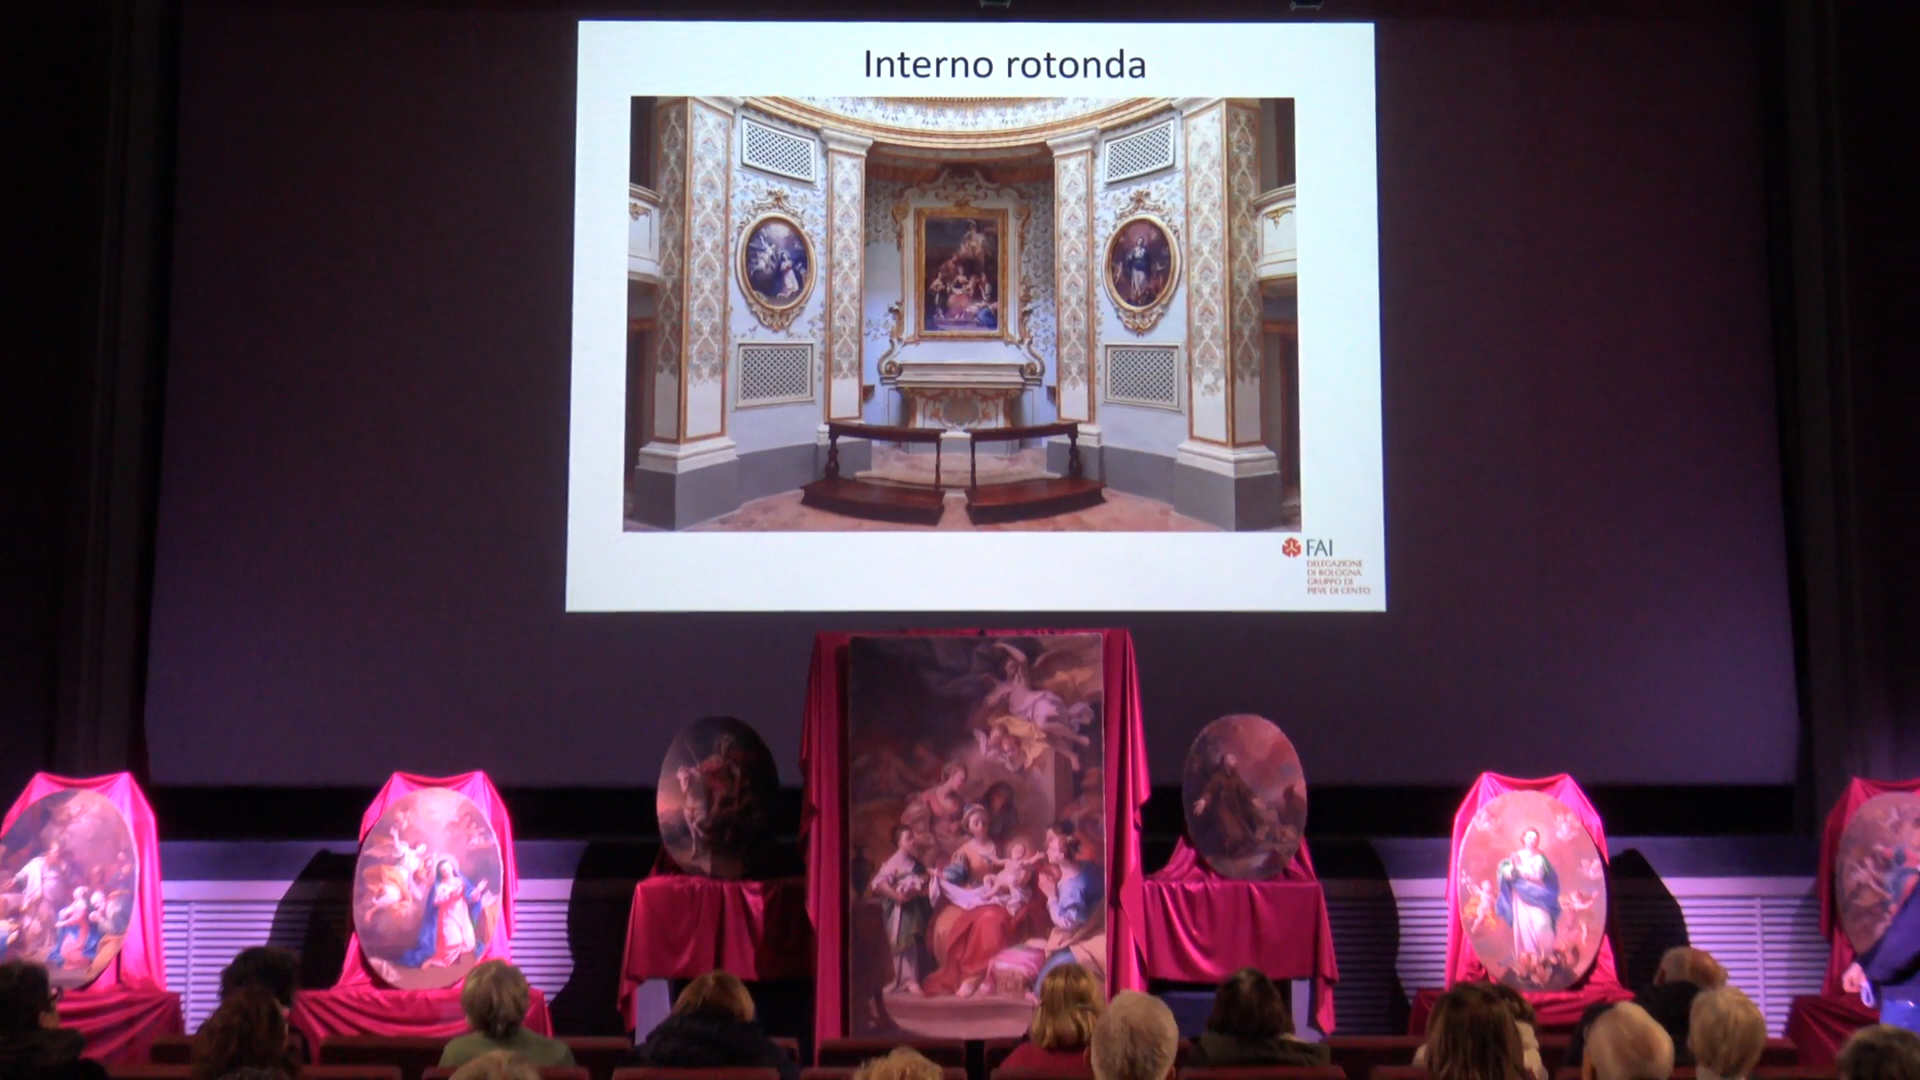 Interno rotonda
FAI
DELEGAZIONE
DI BOLOGNA
GRUPPO DI
PIEVE DI CENTO